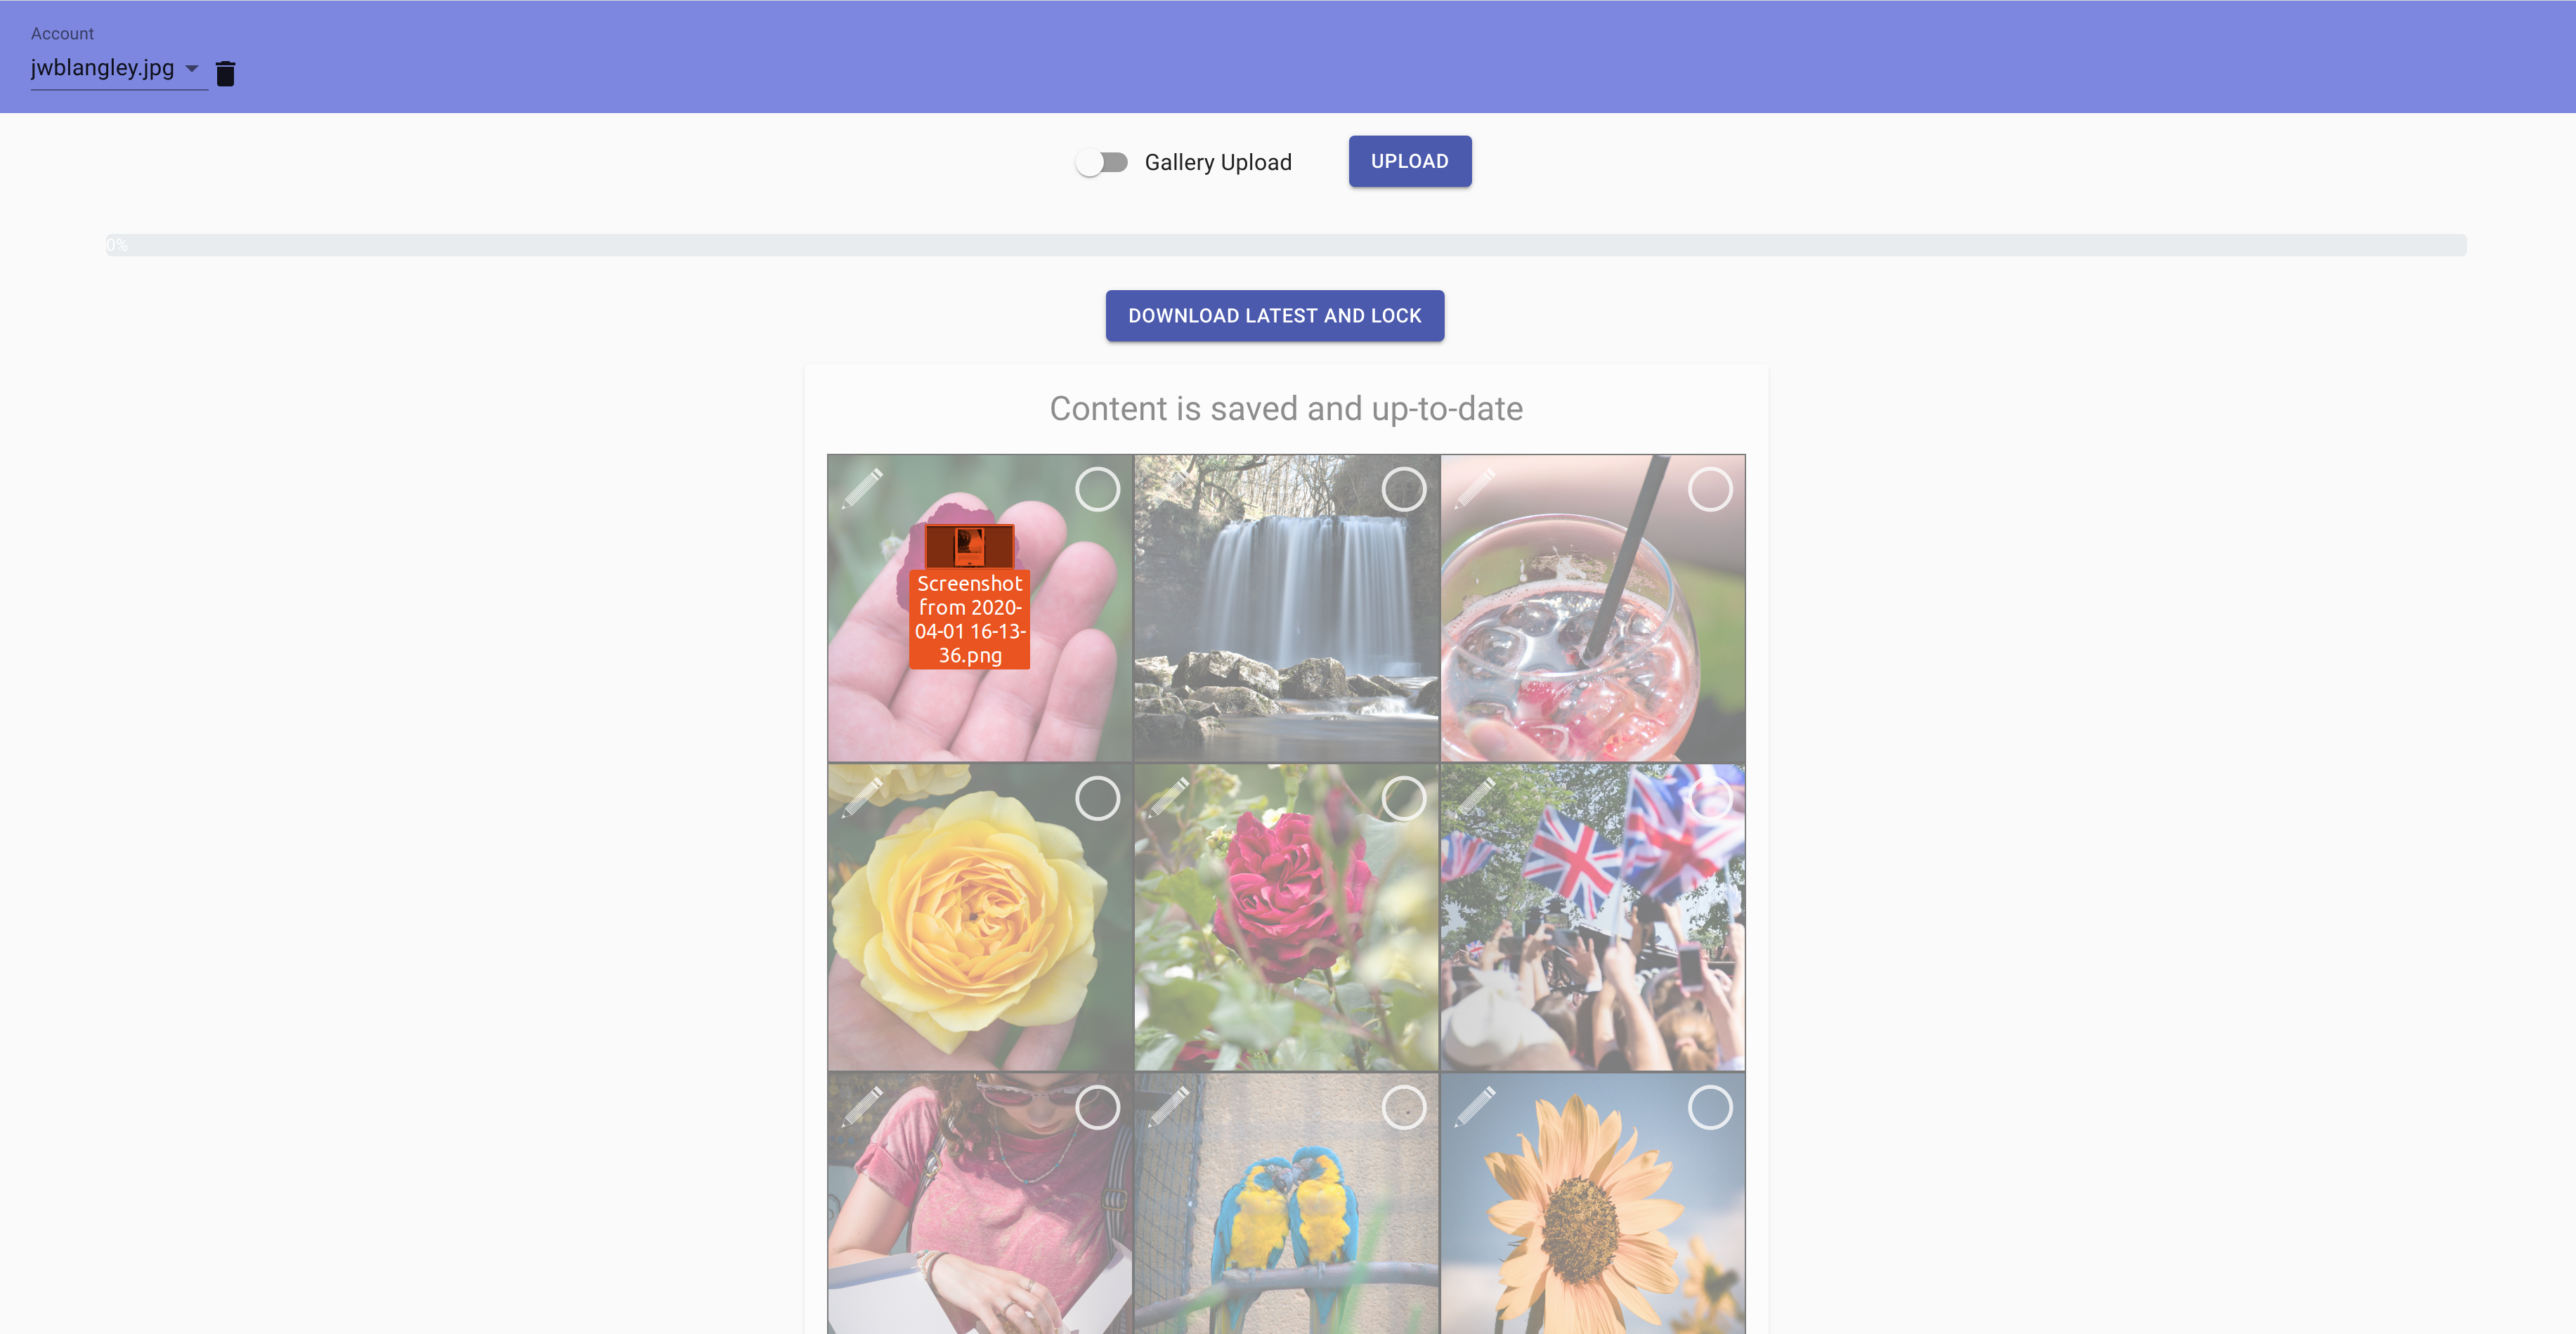 Account
jwblangley.jpg
Gallery Upload
UPLOAD
0%
DOWNLOAD LATEST AND LOCK
Content is saved and up-to-date
Screenshot
from 2020-
04-01 16-13-
36.png